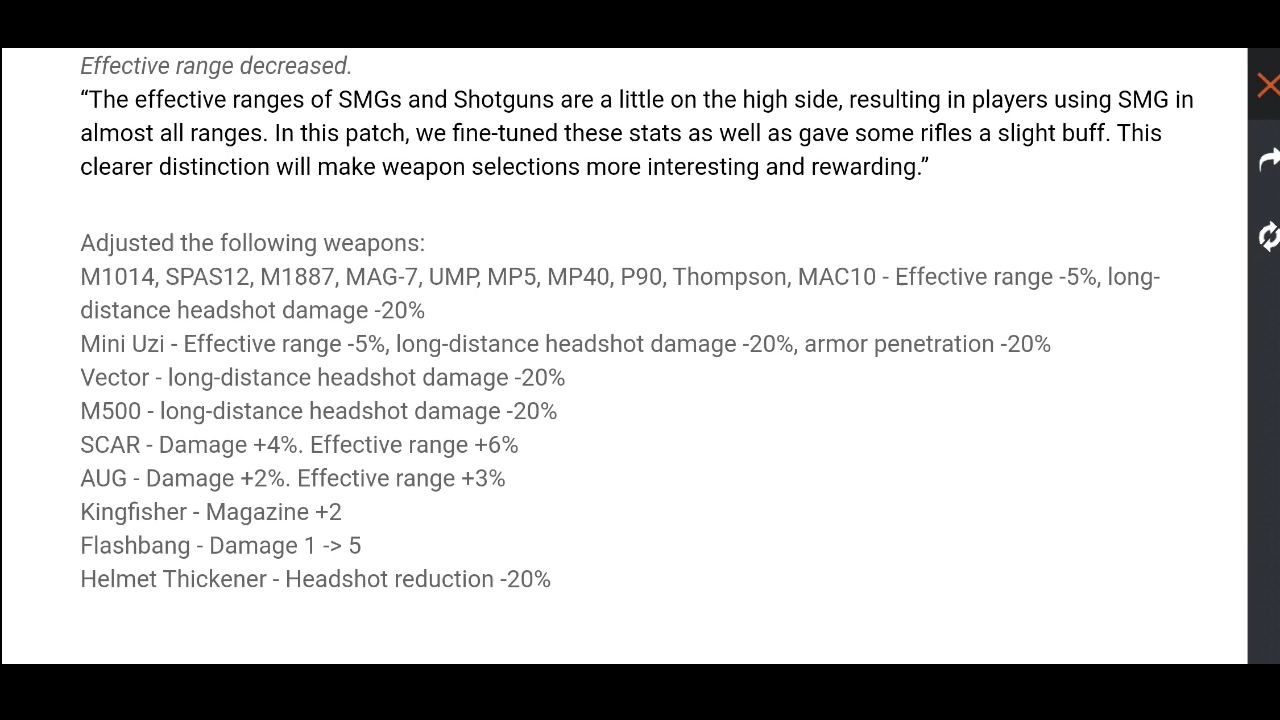 Effective range decreased.
“The effective ranges of SMGs and Shotguns are a little on the high side, resulting in players using SMG in
almost all ranges. In this patch, we fine-tuned these stats as well as gave some rifles a slight buff. This
clearer distinction will make weapon selections more interesting and rewarding.”
Adjusted the following weapons:
M1014, SPAS12, M1887, MAG-7, UMP, MP5, MP40, P90, Thompson, MAC10 - Effective range -5%, long-
distance headshot damage -20%
Mini Uzi - Effective range -5%, long-distance headshot damage -20%, armor penetration -20%
Vector - long-distance headshot damage -20%
M500 - long-distance headshot damage -20%
SCAR - Damage +4%. Effective range +6%
AUG - Damage +2%. Effective range +3%
Kingfisher - Magazine +2
Flashbang - Damage 1 -> 5
Helmet Thickener - Headshot reduction -20%